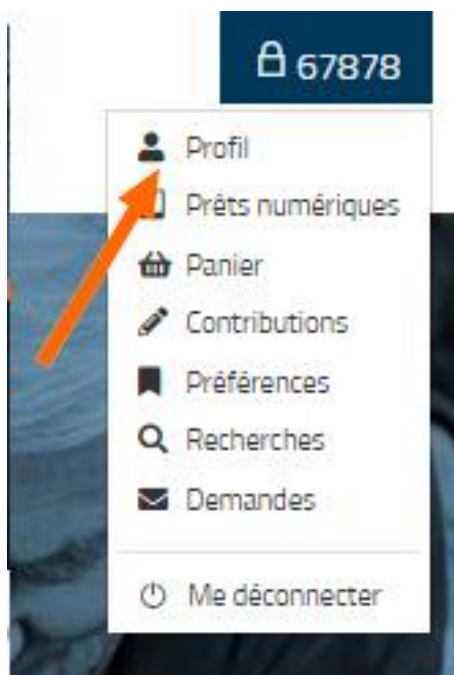 67878
Profil
Prêts numériques
Panier
Contributions
Préférences
Recherches
Demandes
Me déconnecter